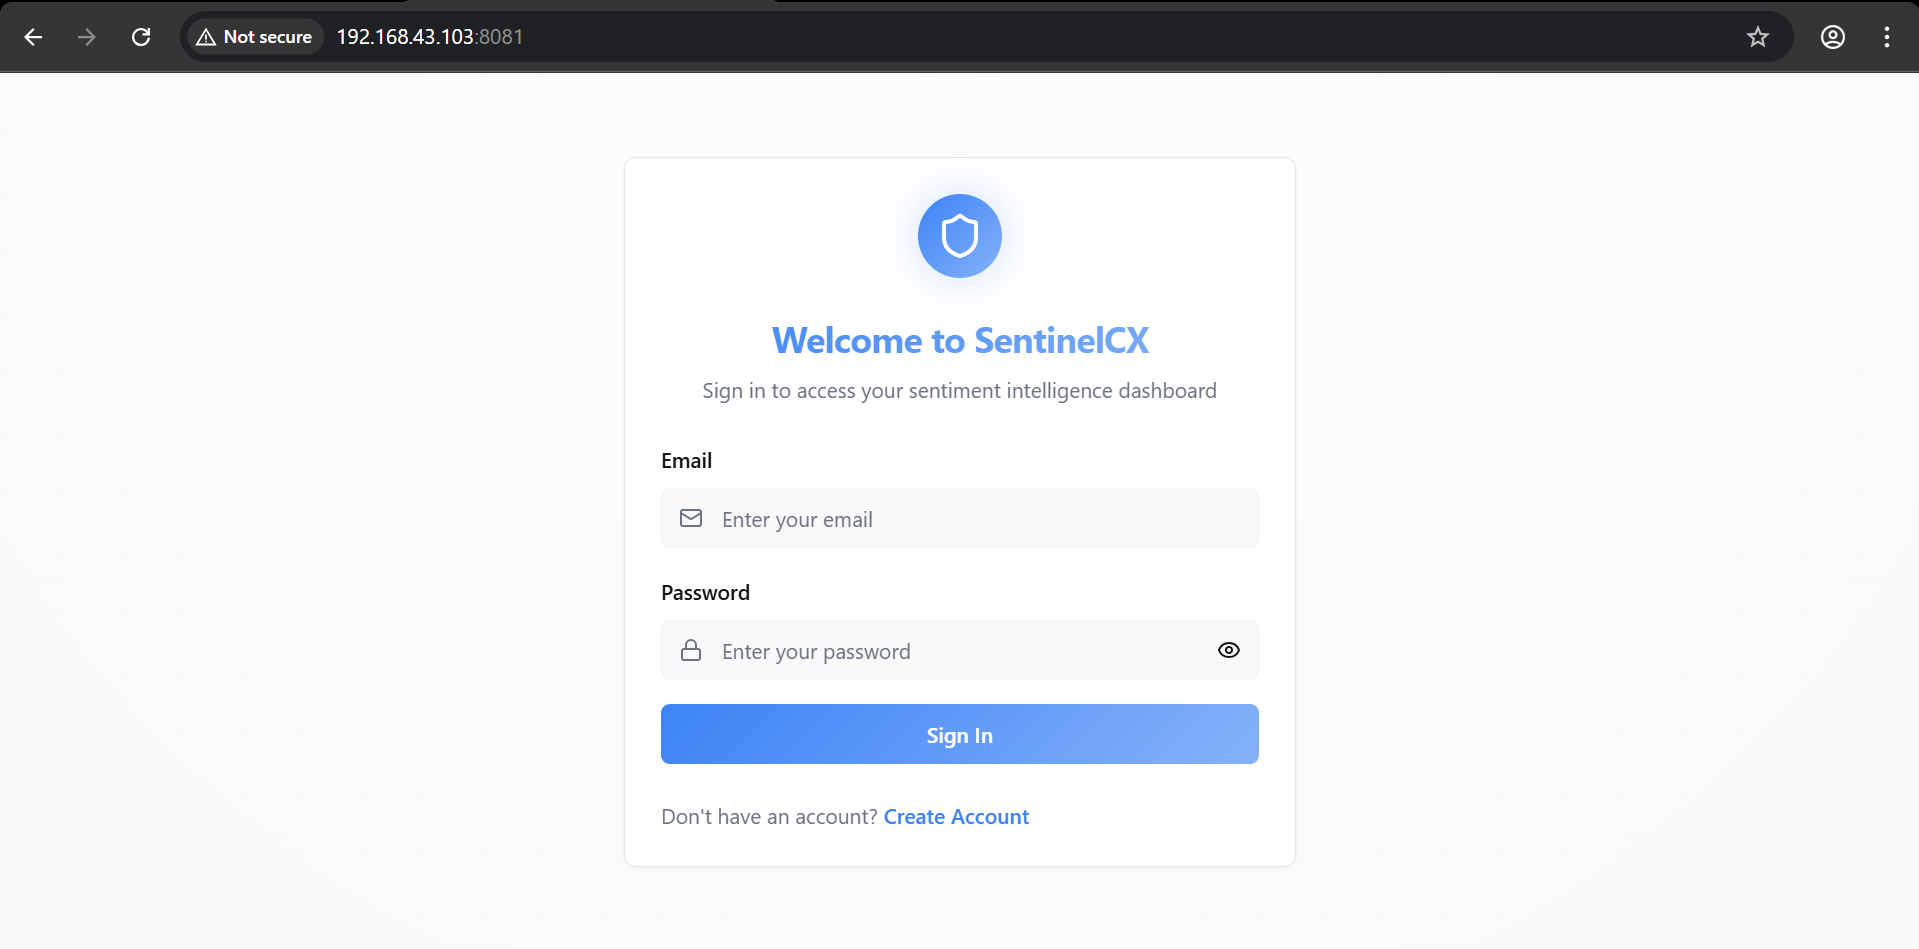 Not secure 192.168.43.103:8081
Welcome to SentinelCX
Sign in to access your sentiment intelligence dashboard
Email
Enter your email
Password
Enter your password
Sign In
Don't have an account? Create Account